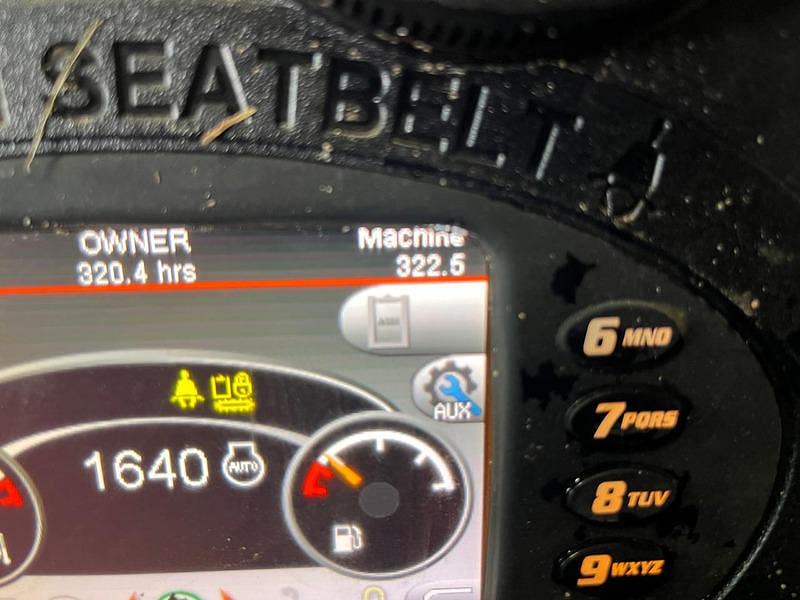 SEATBELT
OWNER
320.4 hrs
Machine
322.5
AUX
1640
AUTO
6 MNO
7 PQRS
8 TUV
9 WXYZ